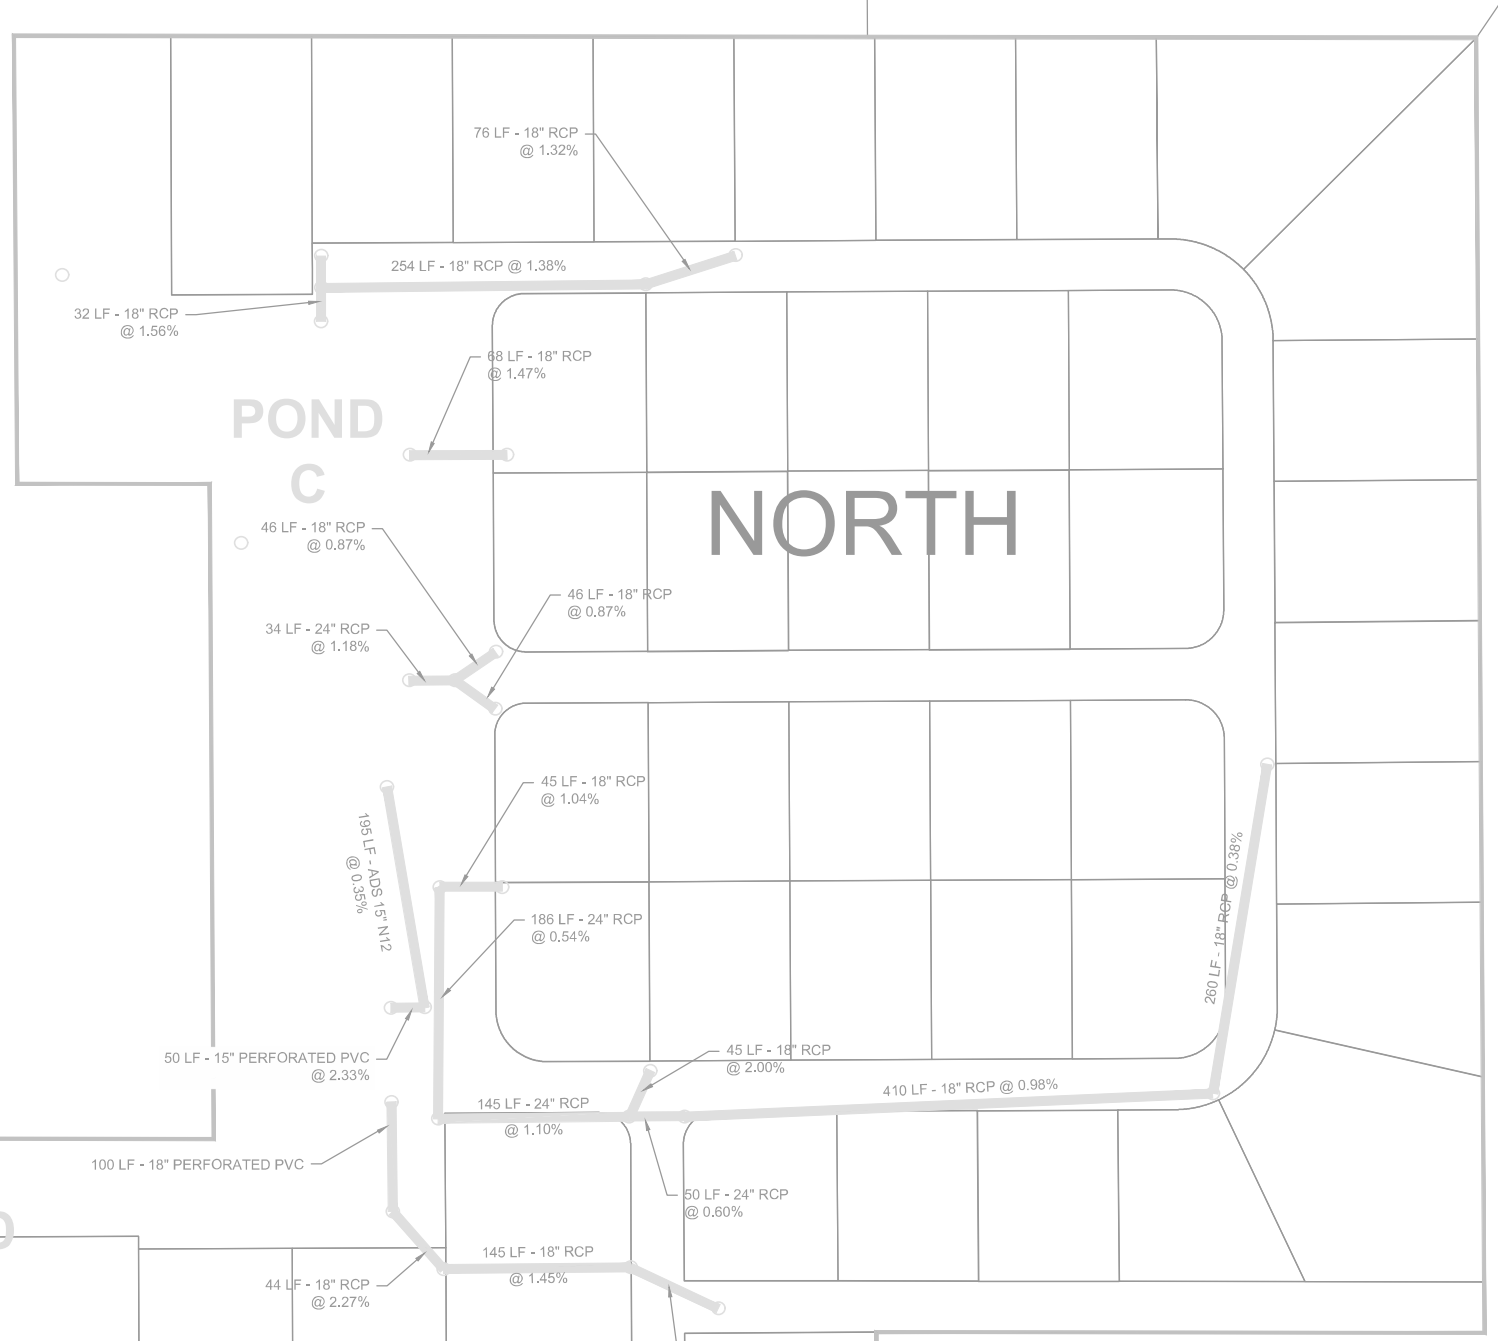 76 LF - 18" RCP
@ 1.32%
254 LF - 18" RCP @ 1.38%
32 LF - 18" RCP
@ 1.56%
68 LF - 18" RCP
@ 1.47%
POND
C
NORTH
46 LF - 18" RCP
@ 0.87%
46 LF - 18" RCP
@ 0.87%
34 LF - 24" RCP
@ 1.18%
45 LF - 18" RCP
@ 1.04%
195 LF - ADS 15" N12
@ 0.35%
186 LF - 24" RCP
@ 0.54%
260 LF - 18" RCP @ 0.38%
50 LF - 15" PERFORATED PVC
@ 2.33%
45 LF - 18" RCP
@ 2.00%
410 LF - 18" RCP @ 0.98%
145 LF - 24" RCP
@ 1.10%
100 LF - 18" PERFORATED PVC
50 LF - 24" RCP
@ 0.60%
145 LF - 18" RCP
@ 1.45%
44 LF - 18" RCP
@ 2.27%